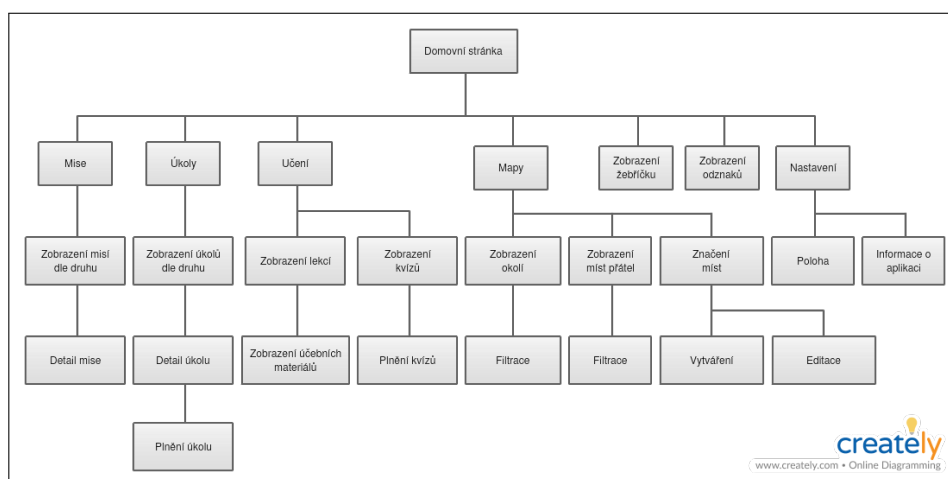 Domovní stránka
Mise
Úkoly
Učení
Mapy
Zobrazení
žebříčku
Zobrazení
odznaků
Nastavení
Zobrazení misí
dle druhu
Zobrazení úkolů
dle druhu
Zobrazení lekcí
Zobrazení
kvízů
Zobrazení
okolí
Zobrazení
míst přátel
Značení
míst
Poloha
Informace o
aplikaci
Detail mise
Detail úkolu
Zobrazení účebních
materiálů
Plnění kvízů
Filtrace
Filtrace
Vytváření
Editace
Plnění úkolu
creately
www.creately.com • Online Diagramming